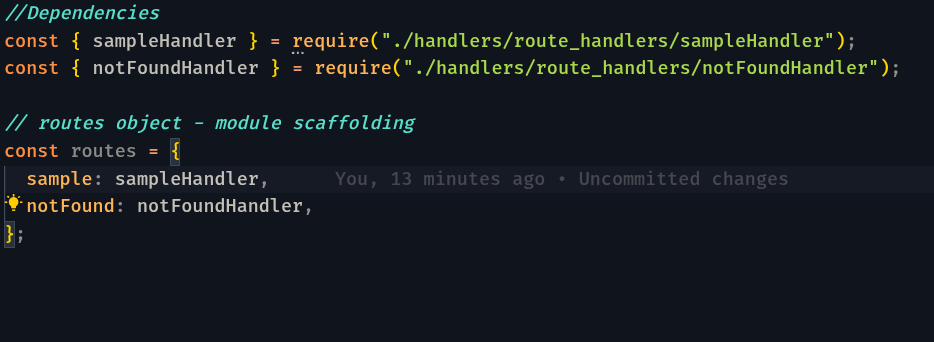 //Dependencies
const { sampleHandler } = require("./handlers/route_handlers/sampleHandler");
const { notFoundHandler } = require("./handlers/route_handlers/notFoundHandler");
// routes object - module scaffolding
const routes = {
sample: sampleHandler, You, 13 minutes ago • Uncommitted changes
notFound: notFoundHandler,
};